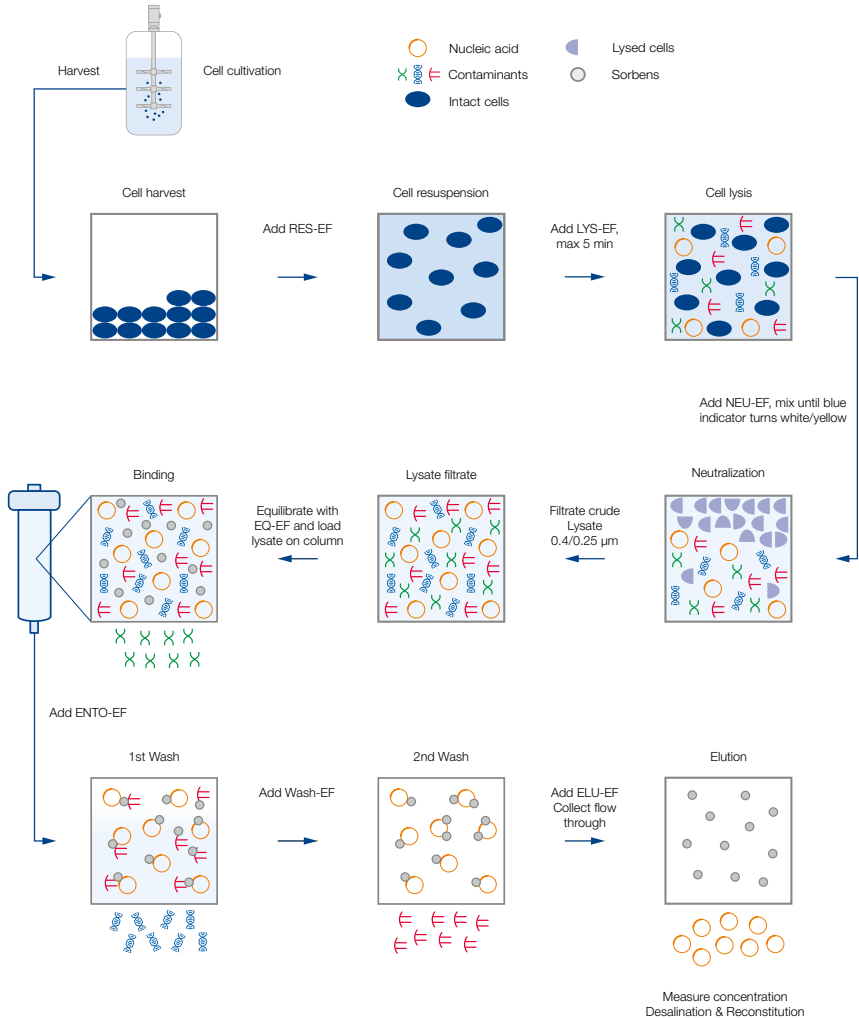 Harvest
Cell cultivation
Nucleic acid
Contaminants
Intact cells
Lysed cells
Sorbens
Cell harvest
Add RES-EF
Cell resuspension
Add LYS-EF,
max 5 min
Cell lysis
Add NEU-EF, mix until blue
indicator turns white/yellow
Neutralization
Filtrate crude
Lysate
0.4/0.25 µm
Lysate filtrate
Equilibrate with
EQ-EF and load
lysate on column
Binding
Add ENTO-EF
1st Wash
Add Wash-EF
2nd Wash
Add ELU-EF
Collect flow
through
Elution
Measure concentration
Desalination & Reconstitution